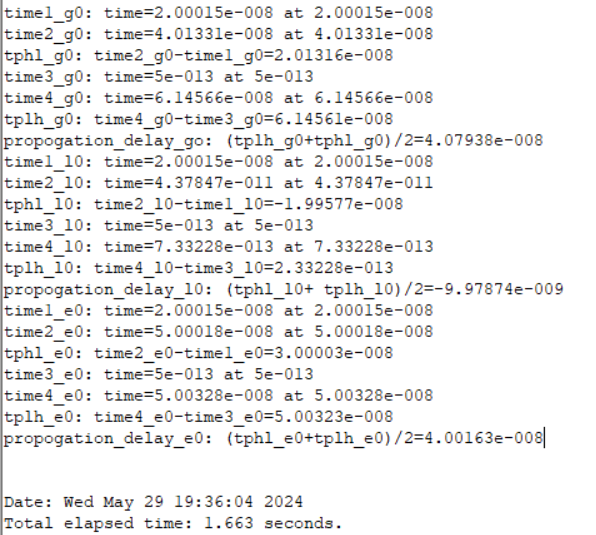 time1_g0: time=2.00015e-008 at 2.00015e-008
time2_g0: time=4.01331e-008 at 4.01331e-008
tphl_g0: time2_g0-time1_g0=2.01316e-008
time3_g0: time=5e-013 at 5e-013
time4_g0: time=6.14566e-008 at 6.14566e-008
tplh_g0: time4_g0-time3_g0=6.14561e-008
propogation_delay_go: (tplh_g0+tphl_g0)/2=4.07938e-008
time1_l0: time=2.00015e-008 at 2.00015e-008
time2_l0: time=4.37847e-011 at 4.37847e-011
tphl_l0: time2_l0-time1_l0=-1.99577e-008
time3_l0: time=5e-013 at 5e-013
time4_l0: time=7.33228e-013 at 7.33228e-013
tplh_l0: time4_l0-time3_l0=2.33228e-013
propogation_delay_l0: (tphl_l0+ tplh_l0)/2=-9.97874e-009
time1_e0: time=2.00015e-008 at 2.00015e-008
time2_e0: time=5.00018e-008 at 5.00018e-008
tphl_e0: time2_e0-time1_e0=3.00003e-008
time3_e0: time=5e-013 at 5e-013
time4_e0: time=5.00328e-008 at 5.00328e-008
tplh_e0: time4_e0-time3_e0=5.00323e-008
propogation_delay_e0: (tphl_e0+tplh_e0)/2=4.00163e-008
Date: Wed May 29 19:36:04 2024
Total elapsed time: 1.663 seconds.